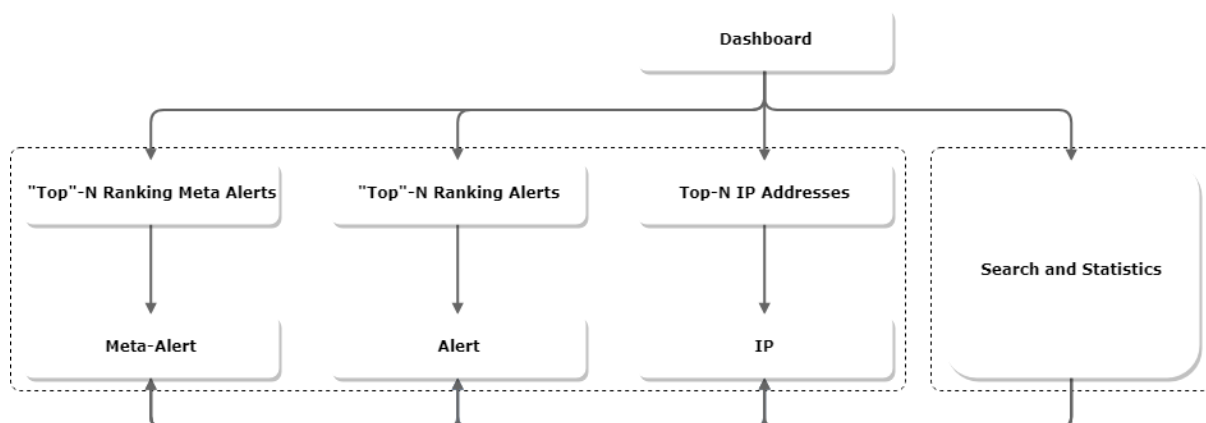 Dashboard
"Top"-N Ranking Meta Alerts
"Top"-N Ranking Alerts
Top-N IP Addresses
Search and Statistics
Meta-Alert
Alert
IP